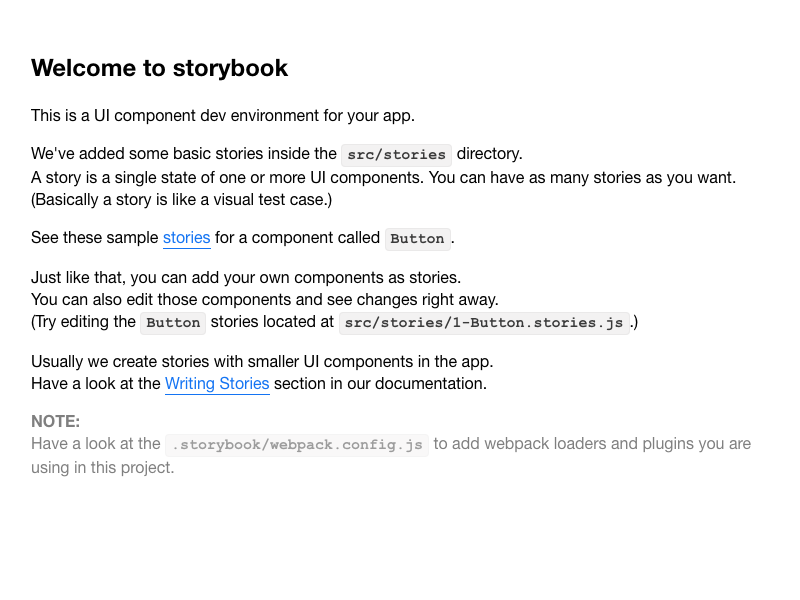 Welcome to storybook
This is a UI component dev environment for your app.
We've added some basic stories inside the src/stories directory.
A story is a single state of one or more UI components. You can have as many stories as you want.
(Basically a story is like a visual test case.)
See these sample stories for a component called Button.
Just like that, you can add your own components as stories.
You can also edit those components and see changes right away.
(Try editing the Button stories located at src/stories/1-Button.stories.js.)
Usually we create stories with smaller UI components in the app.
Have a look at the Writing Stories section in our documentation.
NOTE:
Have a look at the .storybook/webpack.config.js to add webpack loaders and plugins you are
using in this project.